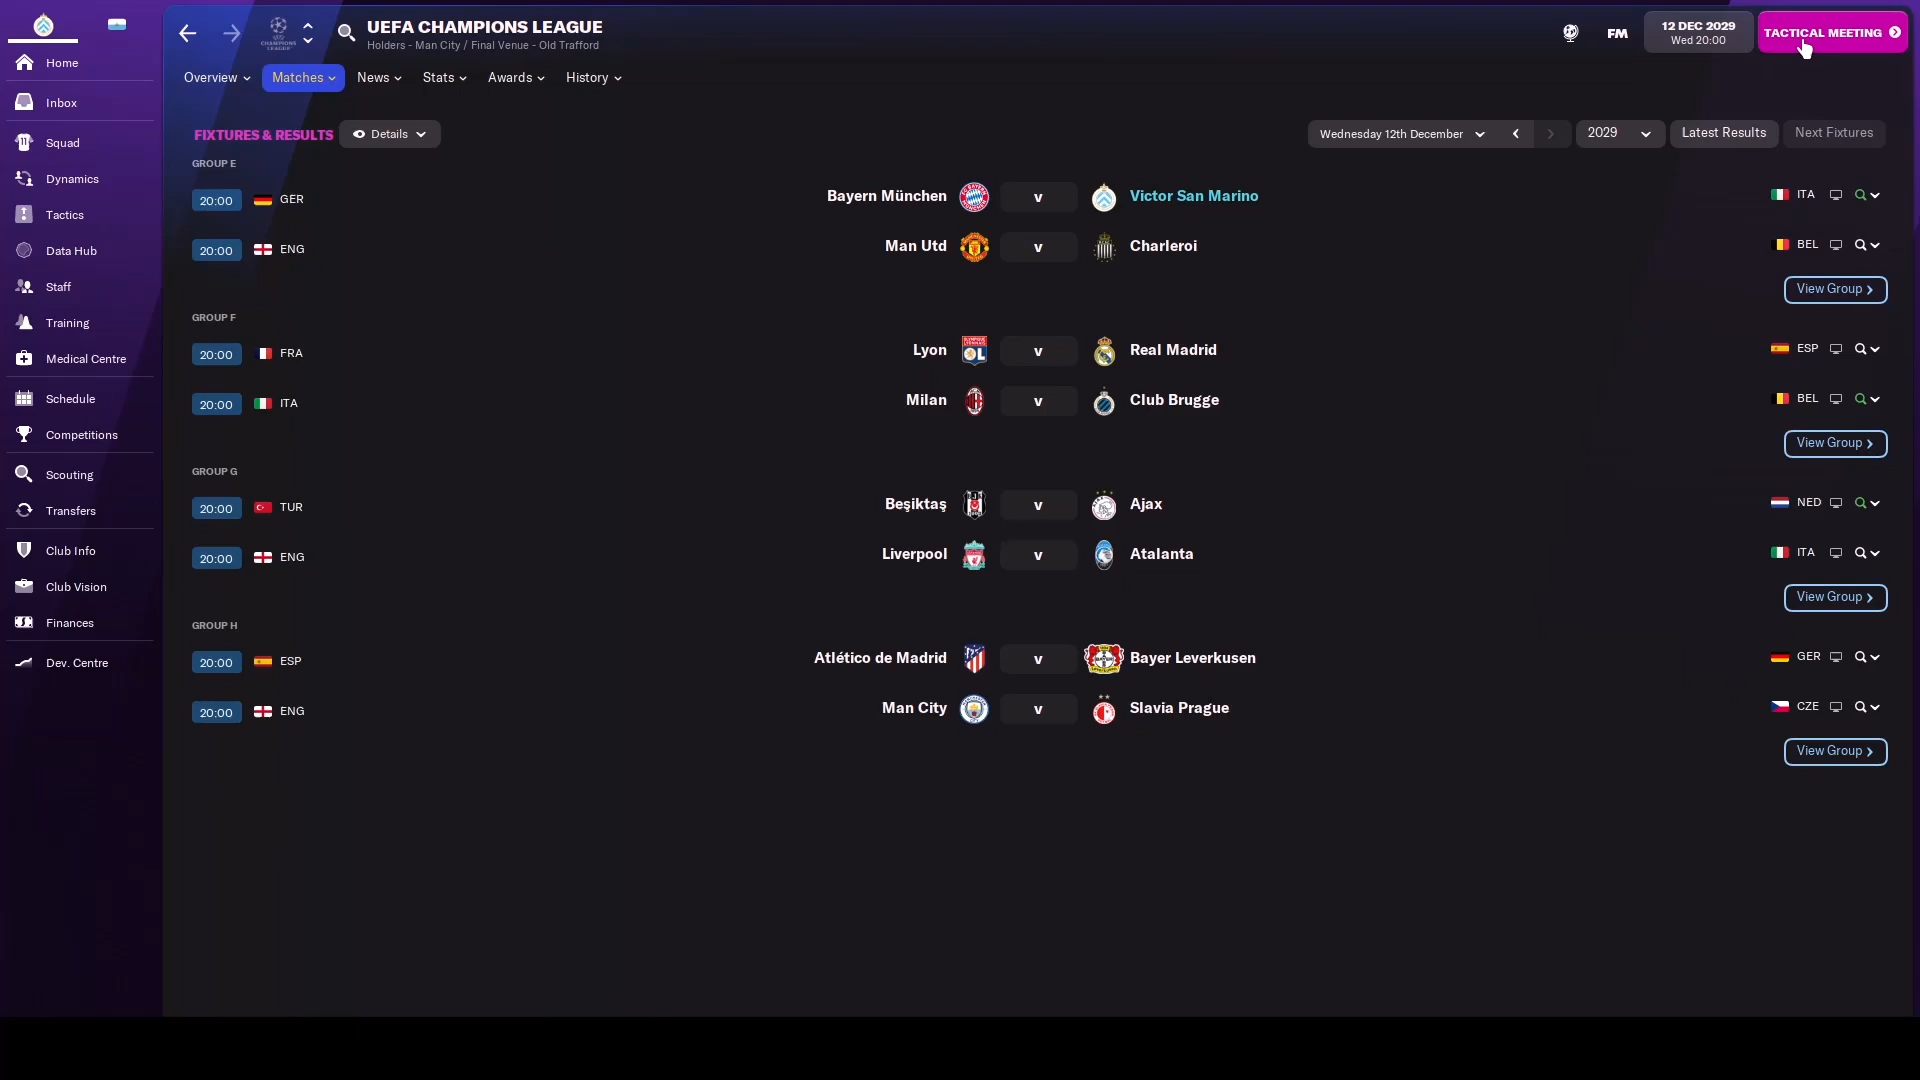 UEFA CHAMPIONS LEAGUE
Holders - Man City / Final Venue - Old Trafford
FM
12 DEC 2029
Wed 20:00
TACTICAL MEETING
Overview
Matches
News
Stats
Awards
History
Home
Inbox
Squad
Dynamics
Tactics
Data Hub
Staff
Training
Medical Centre
Schedule
Competitions
Scouting
Transfers
Club Info
Club Vision
Finances
Dev. Centre
FIXTURES & RESULTS
Details
Wednesday 12th December
2029
Latest Results
Next Fixtures
GROUP E
20:00 GER Bayern München v Victor San Marino ITA
20:00 ENG Man Utd v Charleroi BEL
View Group
GROUP F
20:00 FRA Lyon v Real Madrid ESP
20:00 ITA Milan v Club Brugge BEL
View Group
GROUP G
20:00 TUR Beşiktaş v Ajax NED
20:00 ENG Liverpool v Atalanta ITA
View Group
GROUP H
20:00 ESP Atlético de Madrid v Bayer Leverkusen GER
20:00 ENG Man City v Slavia Prague CZE
View Group